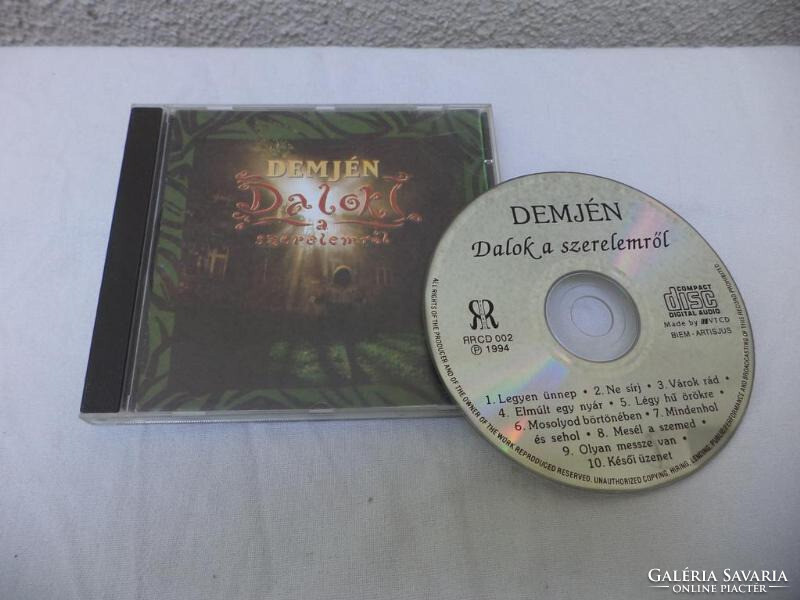 DEMJÉN
Dalok
a
szerelemről
DEMJÉN
Dalok a szerelemről
RR
RRCD 002
℗ 1994
COMPACT
disc
DIGITAL AUDIO
Made by VTCD
BIEM - ARTISJUS
1. Legyen ünnep • 2. Ne sírj • 3. Várok rád
4. Elmúlt egy nyár • 5. Légy hű örökre
6. Mosolyod börtönében • 7. Mindenhol
és sehol • 8. Mesél a szemed •
9. Olyan messze van •
10. Késői üzenet
ALL RIGHTS OF THE PRODUCER AND OF THE OWNER OF THE WORK REPRODUCED RESERVED. UNAUTHORIZED COPYING, HIRING, LENDING, PUBLIC PERFORMANCE AND BROADCASTING OF THIS RECORD PROHIBITED
GALÉRIA SAVARIA
ONLINE PIACTÉR